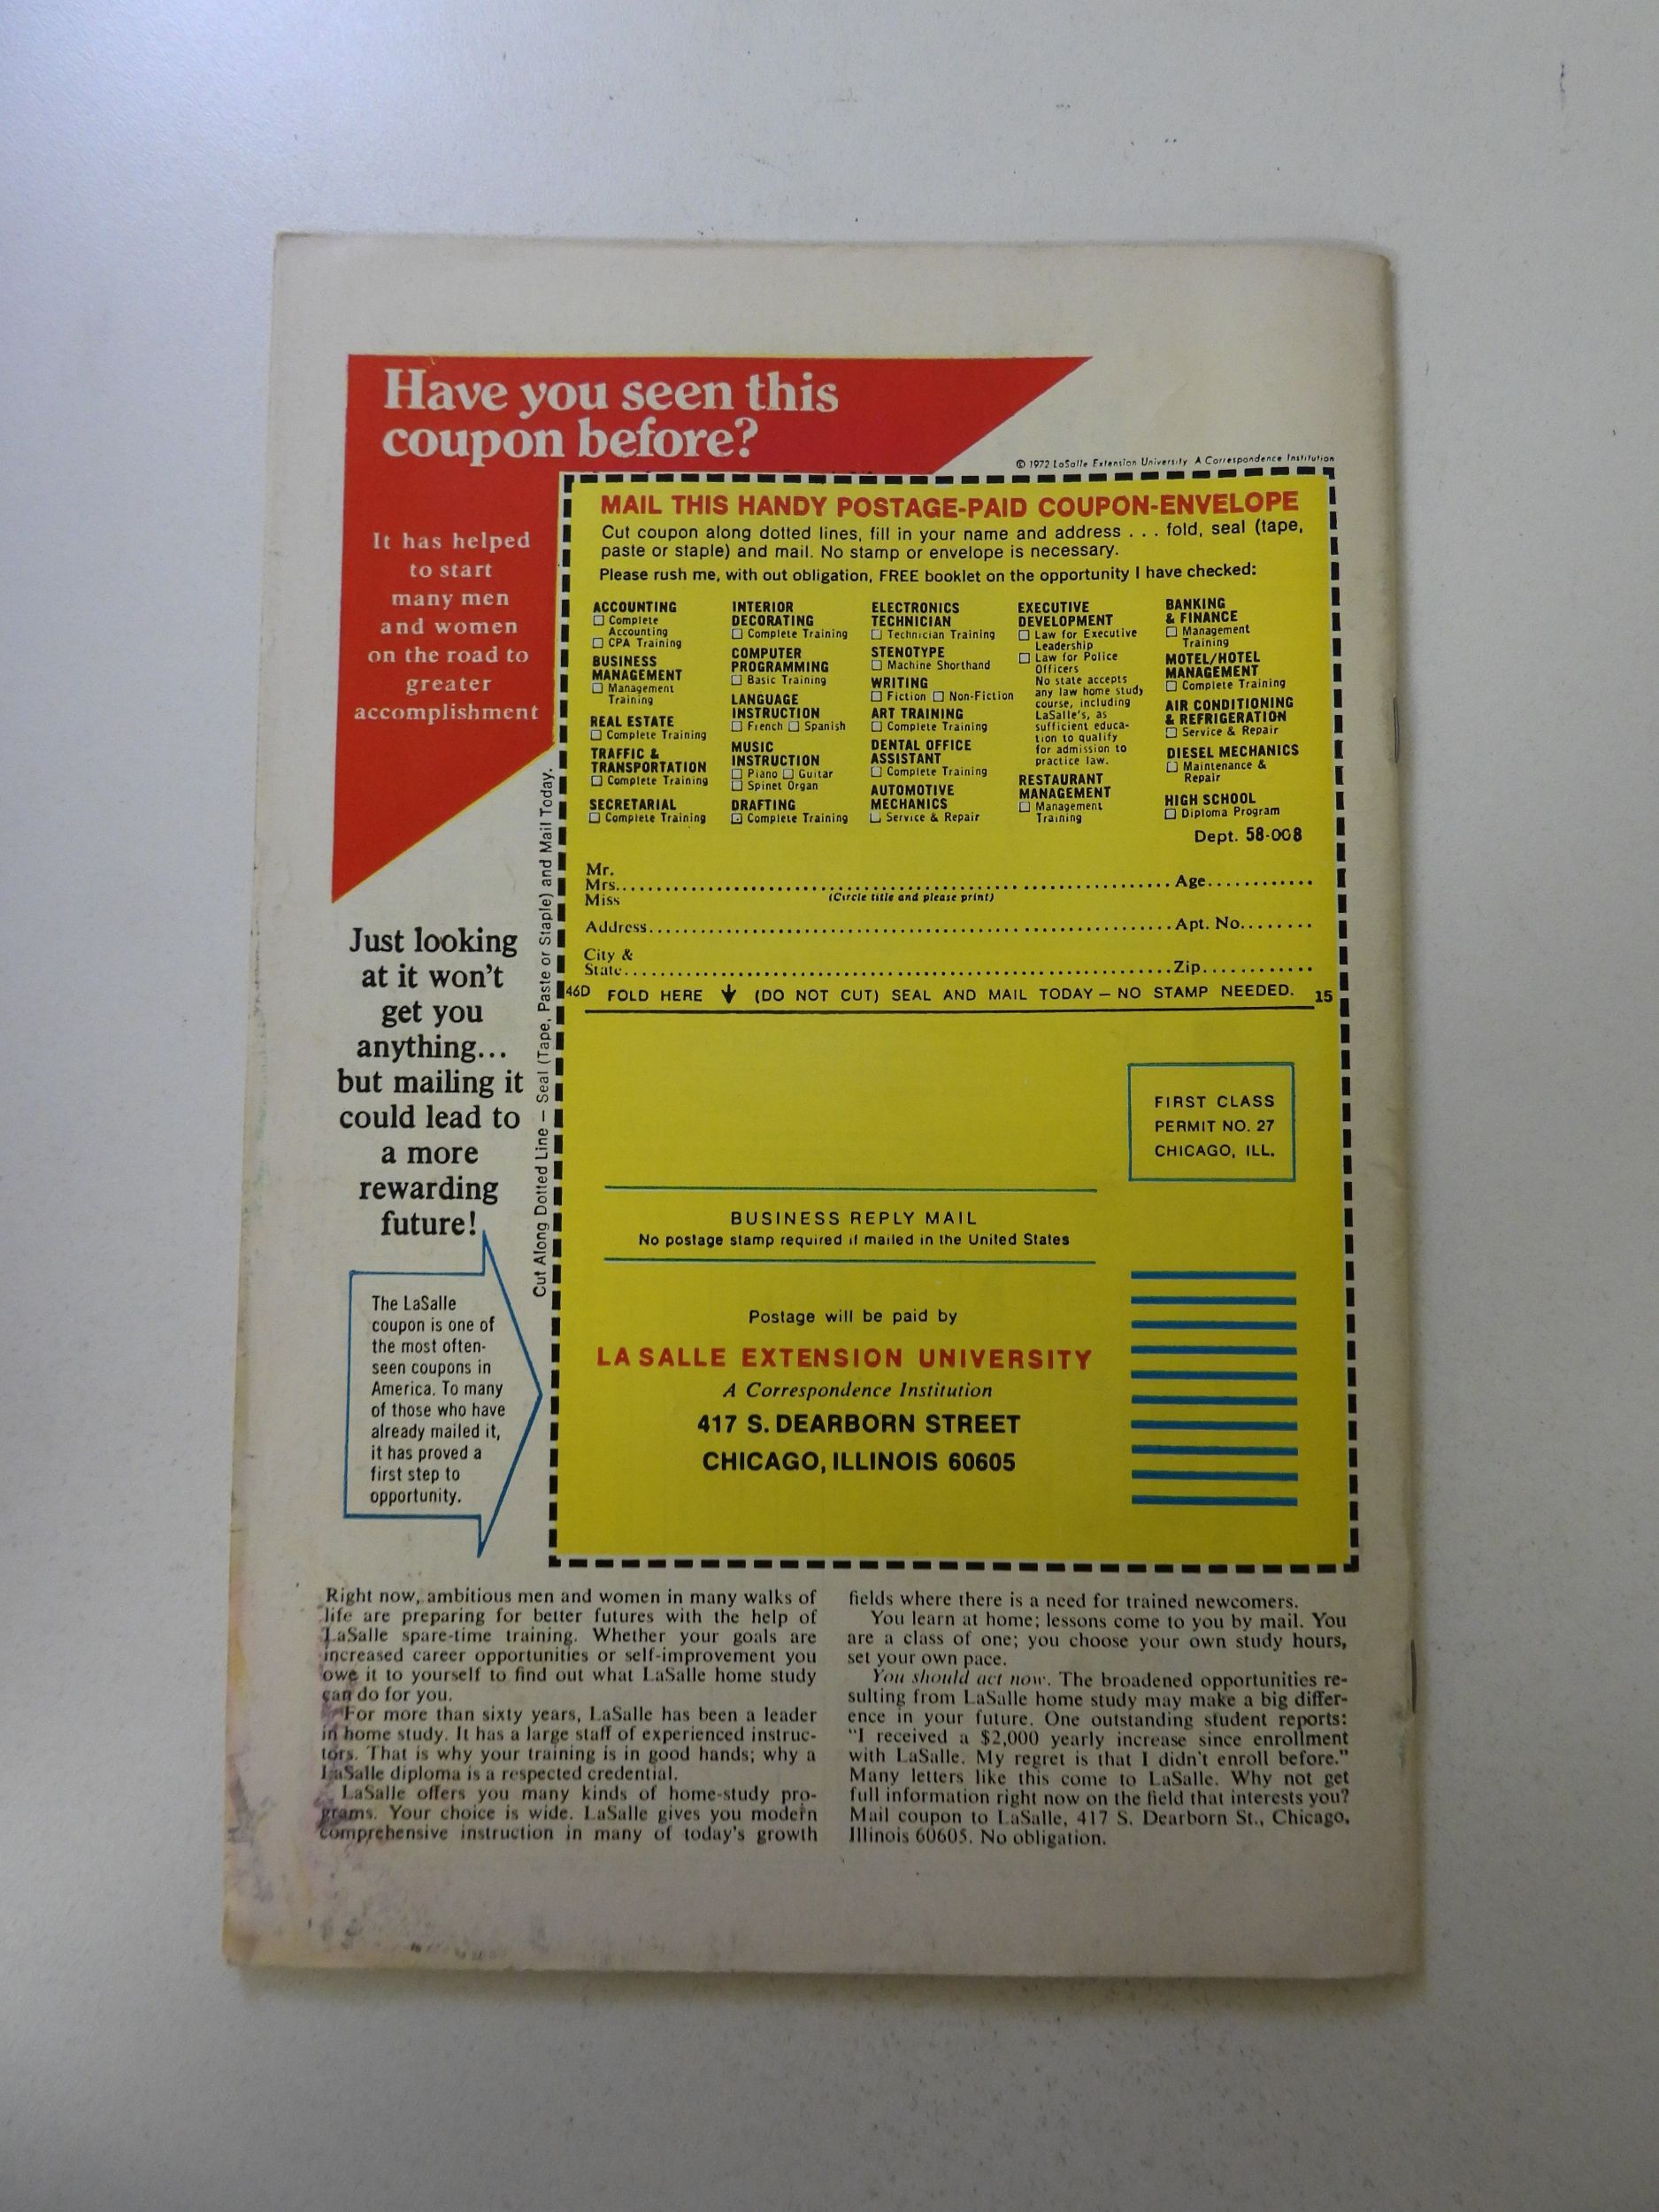 Have you seen this
coupon before?
© 1972 LaSalle Extension University A Correspondence Institution
It has helped
to start
many men
and women
on the road to
greater
accomplishment
MAIL THIS HANDY POSTAGE-PAID COUPON-ENVELOPE
Cut coupon along dotted lines, fill in your name and address . . . fold, seal (tape,
paste or staple) and mail. No stamp or envelope is necessary.
Please rush me, with out obligation, FREE booklet on the opportunity I have checked:
ACCOUNTING
☐ Complete
Accounting
☐ CPA Training
BUSINESS
MANAGEMENT
☐ Management
Training
REAL ESTATE
☐ Complete Training
TRAFFIC &
TRANSPORTATION
☐ Complete Training
SECRETARIAL
☐ Complete Training
INTERIOR
DECORATING
☐ Complete Training
COMPUTER
PROGRAMMING
☐ Basic Training
LANGUAGE
INSTRUCTION
☐ French ☐ Spanish
MUSIC
INSTRUCTION
☐ Piano ☐ Guitar
☐ Spinet Organ
DRAFTING
☐ Complete Training
ELECTRONICS
TECHNICIAN
☐ Technician Training
STENOTYPE
☐ Machine Shorthand
WRITING
☐ Fiction ☐ Non-Fiction
ART TRAINING
☐ Complete Training
DENTAL OFFICE
ASSISTANT
☐ Complete Training
AUTOMOTIVE
MECHANICS
☐ Service & Repair
EXECUTIVE
DEVELOPMENT
☐ Law for Executive
Leadership
☐ Law for Police
Officers
No state accepts
any law home study
course, including
LaSalle's, as
sufficient educa-
tion to qualify
for admission to
practice law.
RESTAURANT
MANAGEMENT
☐ Management
Training
BANKING
& FINANCE
☐ Management
Training
MOTEL/HOTEL
MANAGEMENT
☐ Complete Training
AIR CONDITIONING
& REFRIGERATION
☐ Service & Repair
DIESEL MECHANICS
☐ Maintenance &
Repair
HIGH SCHOOL
☐ Diploma Program
Dept. 58-008
Mr.
Mrs. Age
Miss (Circle title and please print)
Address Apt. No.
City &
State Zip
46D FOLD HERE ↓ (DO NOT CUT) SEAL AND MAIL TODAY – NO STAMP NEEDED. 15
Cut Along Dotted Line – Seal (Tape, Paste or Staple) and Mail Today.
Just looking
at it won't
get you
anything...
but mailing it
could lead to
a more
rewarding
future!
The LaSalle
coupon is one of
the most often-
seen coupons in
America. To many
of those who have
already mailed it,
it has proved a
first step to
opportunity.
FIRST CLASS
PERMIT NO. 27
CHICAGO, ILL.
BUSINESS REPLY MAIL
No postage stamp required if mailed in the United States
Postage will be paid by
LA SALLE EXTENSION UNIVERSITY
A Correspondence Institution
417 S. DEARBORN STREET
CHICAGO, ILLINOIS 60605
Right now, ambitious men and women in many walks of
life are preparing for better futures with the help of
LaSalle spare-time training. Whether your goals are
increased career opportunities or self-improvement you
owe it to yourself to find out what LaSalle home study
can do for you.
For more than sixty years, LaSalle has been a leader
in home study. It has a large staff of experienced instruc-
tors. That is why your training is in good hands; why a
LaSalle diploma is a respected credential.
LaSalle offers you many kinds of home-study pro-
grams. Your choice is wide. LaSalle gives you modern
comprehensive instruction in many of today's growth
fields where there is a need for trained newcomers.
You learn at home; lessons come to you by mail. You
are a class of one; you choose your own study hours,
set your own pace.
You should act now. The broadened opportunities re-
sulting from LaSalle home study may make a big differ-
ence in your future. One outstanding student reports:
"I received a $2,000 yearly increase since enrollment
with LaSalle. My regret is that I didn't enroll before."
Many letters like this come to LaSalle. Why not get
full information right now on the field that interests you?
Mail coupon to LaSalle, 417 S. Dearborn St., Chicago,
Illinois 60605. No obligation.